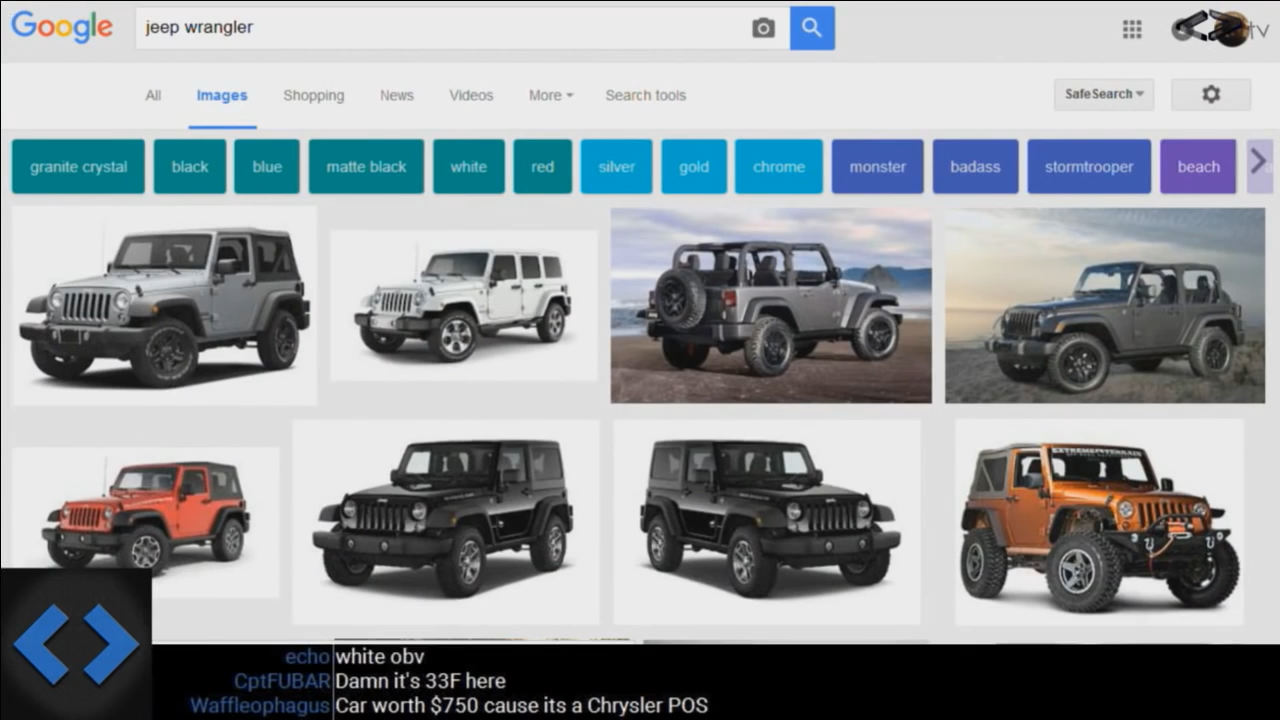 Google
jeep wrangler
tv
All Images Shopping News Videos More Search tools
SafeSearch
granite crystal black blue matte black white red silver gold chrome monster badass stormtrooper beach
EXTREMETERRAIN
echo white obv
CptFUBAR Damn it's 33F here
Waffleophagus Car worth $750 cause its a Chrysler POS